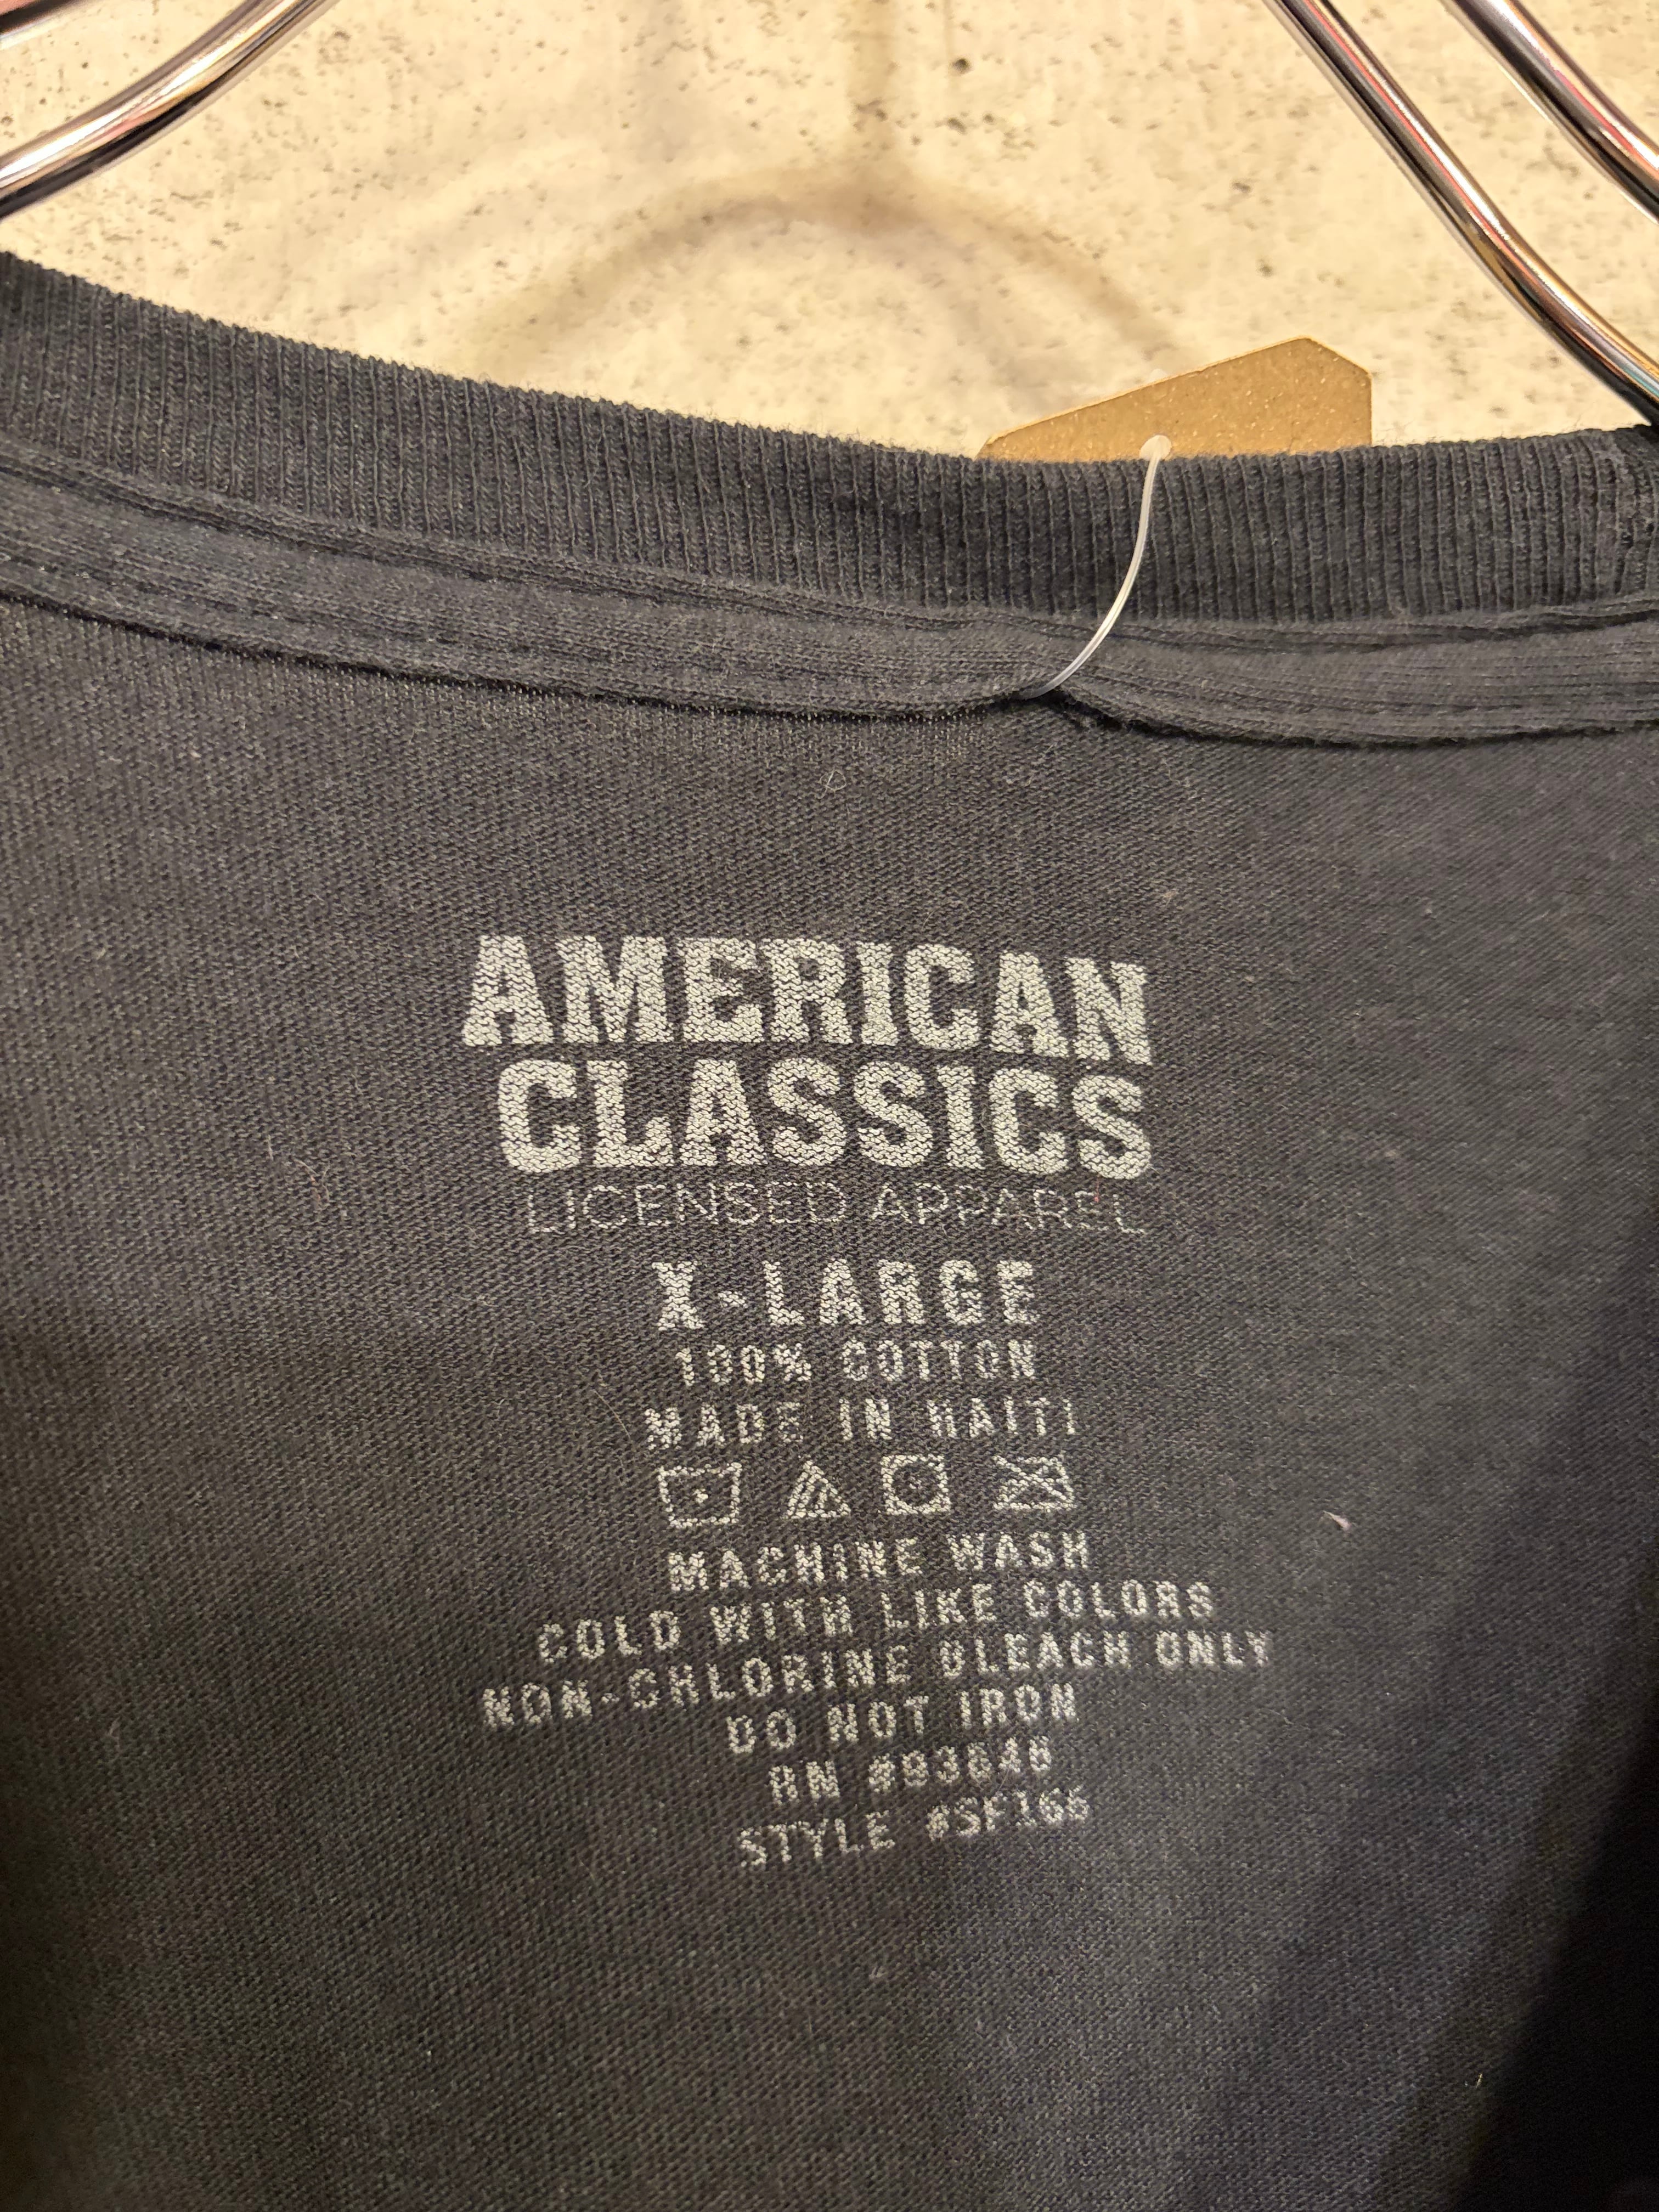 AMERICAN
CLASSICS
LICENSED APPAREL
X-LARGE
100% COTTON
MADE IN HAITI
MACHINE WASH
COLD WITH LIKE COLORS
NON-CHLORINE BLEACH ONLY
DO NOT IRON
RN #93648
STYLE #SF166